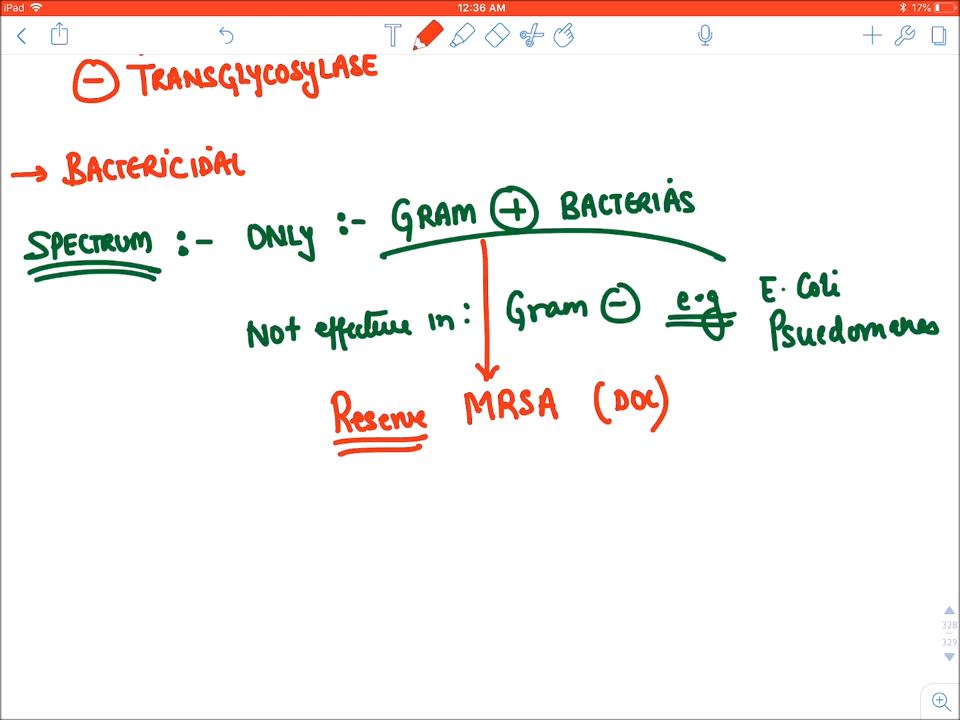 iPad 12:36 AM 17%
T
⊖ TRANSGLYCOSYLASE
→ BACTERICIDAL
SPECTRUM :- ONLY :- GRAM ⊕ BACTERIAS
Not effective in : Gram ⊖ e.g E. Coli
Psuedomonas
Reserve MRSA (DOC)
328
329